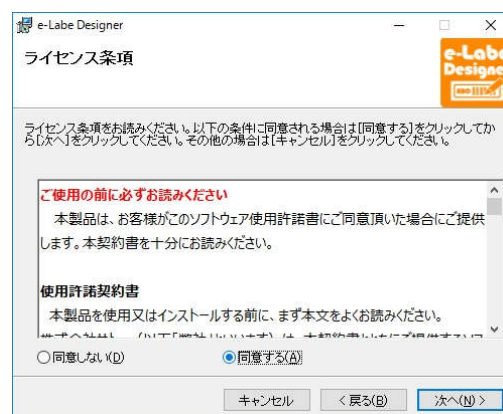 e-Labe Designer
ライセンス条項
e-Labe
Designer
ライセンス条項をお読みください。以下の条件に同意される場合は[同意する]をクリックしてか
ら[次へ]をクリックしてください。その他の場合は[キャンセル]をクリックしてください。
ご使用の前に必ずお読みください
本製品は、お客様がこのソフトウェア使用許諾書にご同意頂いた場合にご提供
します。本契約書を十分にお読みください。
使用許諾契約書
本製品を使用又はインストールする前に、まず本文をよくお読みください。
同意しない(D)
同意する(A)
キャンセル
< 戻る(B)
次へ(N) >